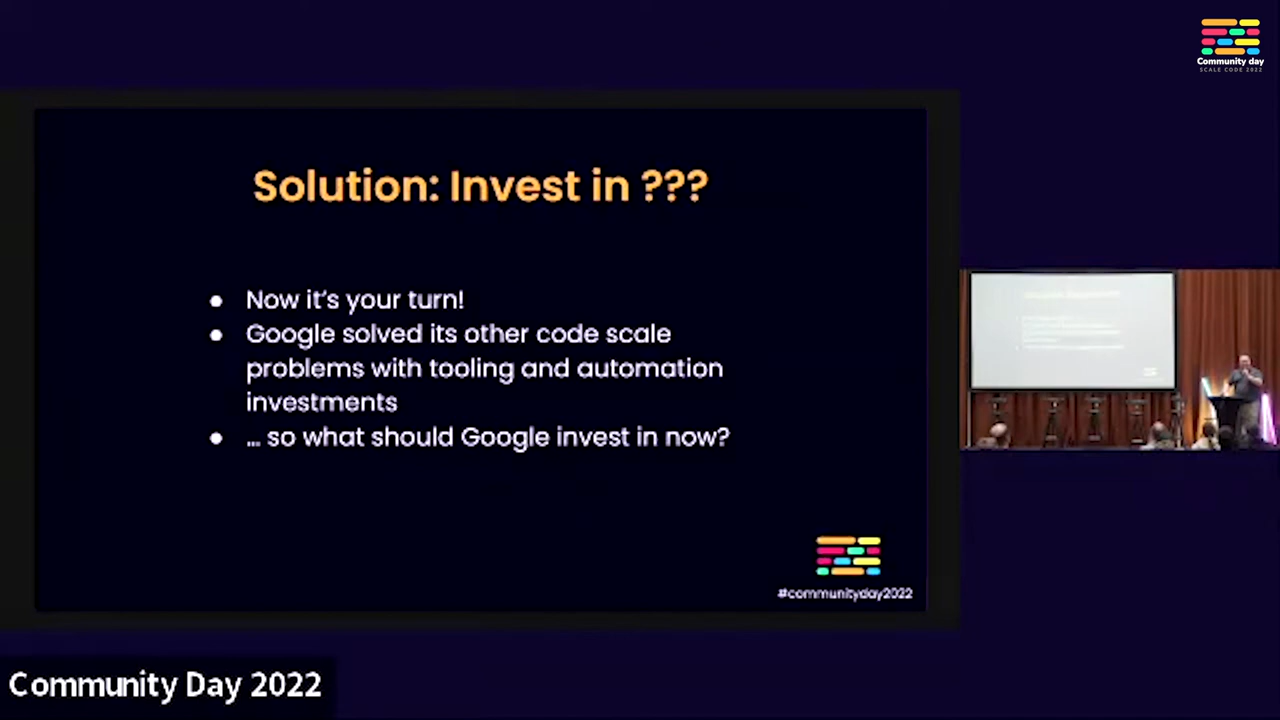 Community day
SCALE CODE 2022
Solution: Invest in ???
● Now it's your turn!
● Google solved its other code scale
problems with tooling and automation
investments
● ... so what should Google invest in now?
#communityday2022
Community Day 2022